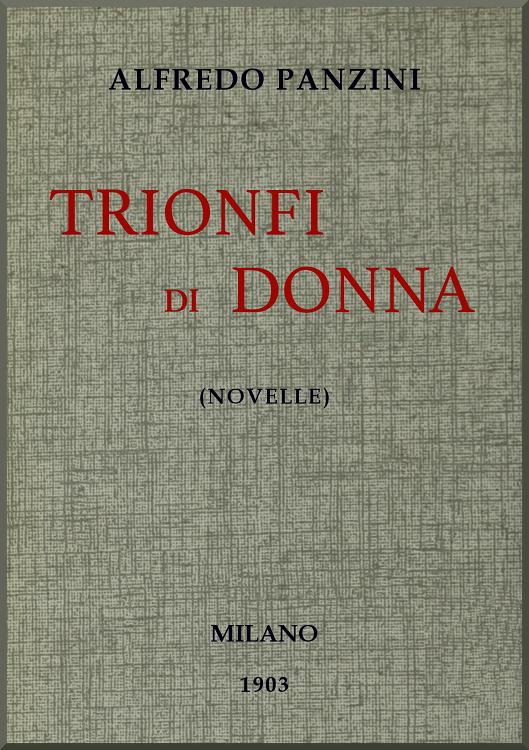 ALFREDO PANZINI
TRIONFI
DI DONNA
(NOVELLE)
MILANO
1903